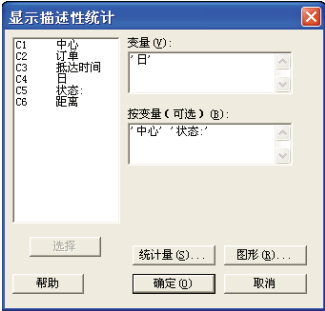 显示描述性统计
C1 中心
C2 订单
C3 抵达时间
C4 日
C5 状态:
C6 距离
变量(V):
'日'
按变量(可选)(B):
'中心' '状态:'
选择
统计量(S)... 图形(R)...
帮助 确定(O) 取消